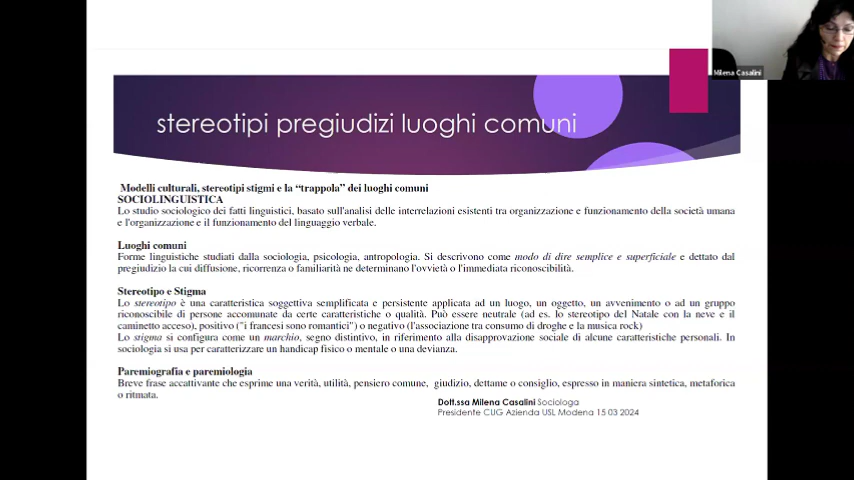 Milena Casalini
stereotipi pregiudizi luoghi comuni
Modelli culturali, stereotipi stigmi e la “trappola” dei luoghi comuni
SOCIOLINGUISTICA
Lo studio sociologico dei fatti linguistici, basato sull'analisi delle interrelazioni esistenti tra organizzazione e funzionamento della società umana
e l'organizzazione e il funzionamento del linguaggio verbale.
Luoghi comuni
Forme linguistiche studiati dalla sociologia, psicologia, antropologia. Si descrivono come modo di dire semplice e superficiale e dettato dal
pregiudizio la cui diffusione, ricorrenza o familiarità ne determinano l'ovvietà o l'immediata riconoscibilità.
Stereotipo e Stigma
Lo stereotipo è una caratteristica soggettiva semplificata e persistente applicata ad un luogo, un oggetto, un avvenimento o ad un gruppo
riconoscibile di persone accomunate da certe caratteristiche o qualità. Può essere neutrale (ad es. lo stereotipo del Natale con la neve e il
caminetto acceso), positivo ("i francesi sono romantici") o negativo (l'associazione tra consumo di droghe e la musica rock)
Lo stigma si configura come un marchio, segno distintivo, in riferimento alla disapprovazione sociale di alcune caratteristiche personali. In
sociologia si usa per caratterizzare un handicap fisico o mentale o una devianza.
Paremiografia e paremiologia
Breve frase accattivante che esprime una verità, utilità, pensiero comune, giudizio, dettame o consiglio, espresso in maniera sintetica, metaforica
o ritmata.
Dott.ssa Milena Casalini Sociologa
Presidente CUG Azienda USL Modena 15 03 2024